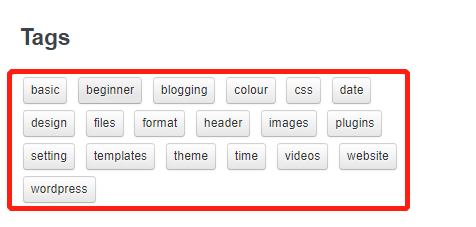 Tags
basic beginner blogging colour css date
design files format header images plugins
setting templates theme time videos website
wordpress